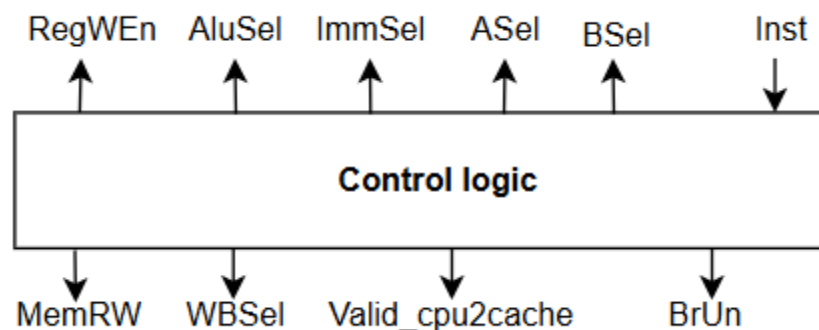 RegWEn AluSel ImmSel ASel BSel Inst
Control logic
MemRW WBSel Valid_cpu2cache BrUn